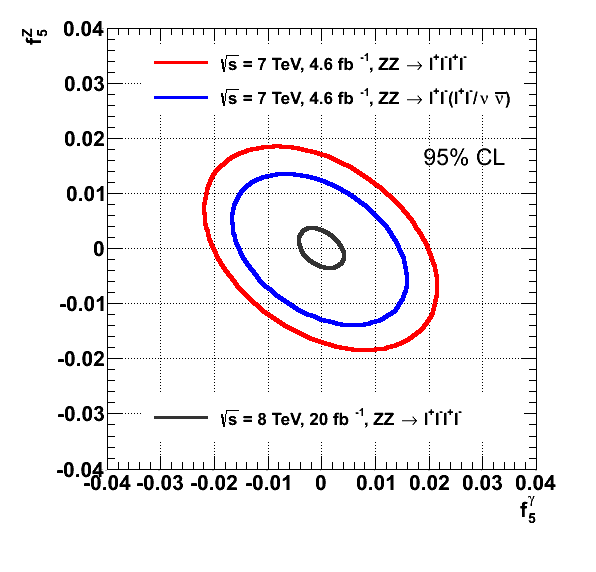 f₅ᶻ
0.04
√s = 7 TeV, 4.6 fb⁻¹, ZZ → l⁺l⁻l⁺l⁻
0.03
√s = 7 TeV, 4.6 fb⁻¹, ZZ → l⁺l⁻(l⁺l⁻/ν ν̅)
0.02
95% CL
0.01
0
-0.01
-0.02
-0.03
√s = 8 TeV, 20 fb⁻¹, ZZ → l⁺l⁻l⁺l⁻
-0.04
-0.04 -0.03 -0.02 -0.01 0 0.01 0.02 0.03 0.04
f₅ᵞ